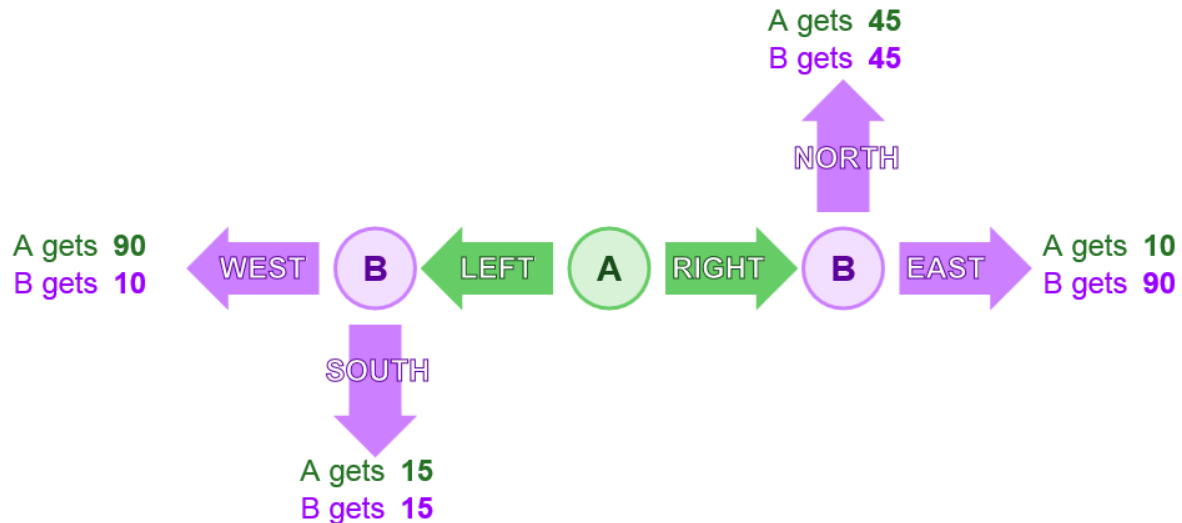 A gets 45
B gets 45
NORTH
A gets 90
B gets 10
WEST
B
LEFT
A
RIGHT
B
EAST
A gets 10
B gets 90
SOUTH
A gets 15
B gets 15